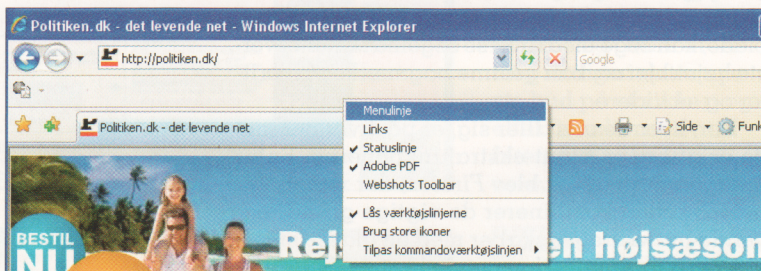 Politiken.dk - det levende net - Windows Internet Explorer
http://politiken.dk/
Google
Politiken.dk - det levende net
Side
Funk
Menulinje
Links
Statuslinje
Adobe PDF
Webshots Toolbar
Lås værktøjslinjerne
Brug store ikoner
Tilpas kommandoværktøjslinjen
BESTIL
NU
Rejs
en højsæson